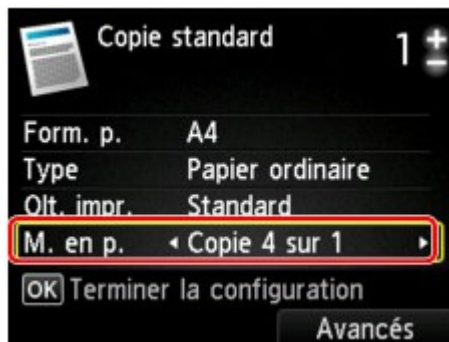 Copie standard 1
Form. p. A4
Type Papier ordinaire
Qlt. impr. Standard
M. en p. Copie 4 sur 1
OK Terminer la configuration
Avancés